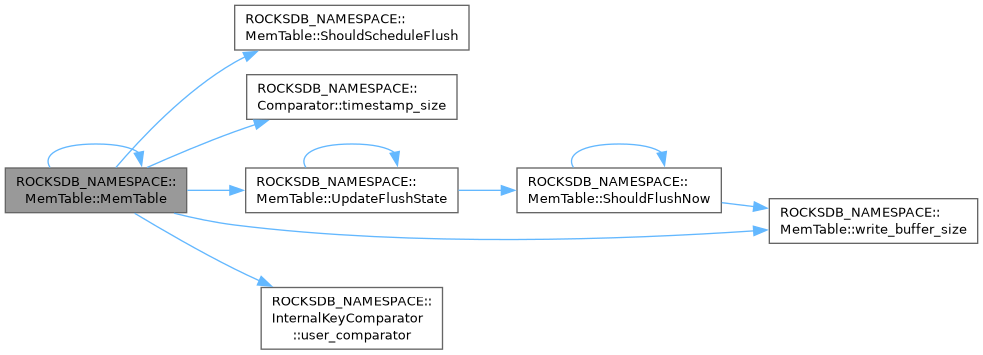 ROCKSDB_NAMESPACE::
MemTable::ShouldScheduleFlush
ROCKSDB_NAMESPACE::
Comparator::timestamp_size
ROCKSDB_NAMESPACE::
MemTable::MemTable
ROCKSDB_NAMESPACE::
MemTable::UpdateFlushState
ROCKSDB_NAMESPACE::
MemTable::ShouldFlushNow
ROCKSDB_NAMESPACE::
MemTable::write_buffer_size
ROCKSDB_NAMESPACE::
InternalKeyComparator
::user_comparator